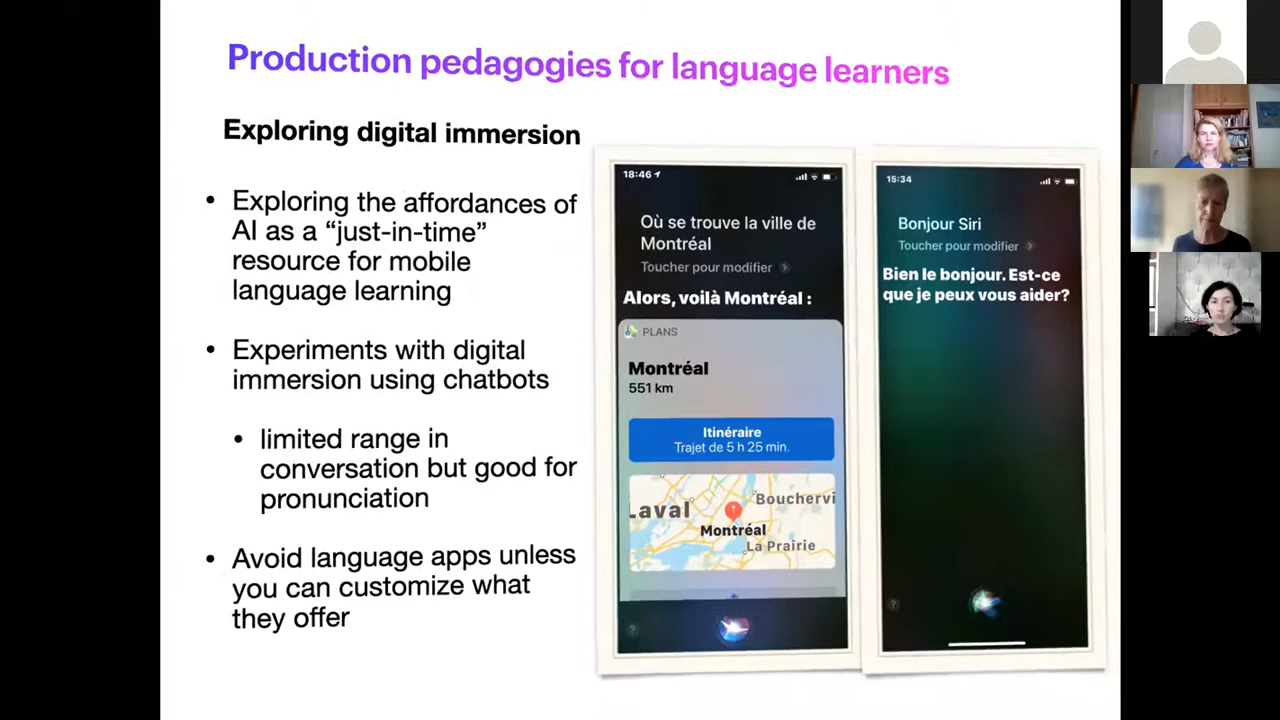 Production pedagogies for language learners
Exploring digital immersion
• Exploring the affordances of
AI as a “just-in-time”
resource for mobile
language learning
• Experiments with digital
immersion using chatbots
• limited range in
conversation but good for
pronunciation
• Avoid language apps unless
you can customize what
they offer
18:46
Où se trouve la ville de
Montréal
Toucher pour modifier
Alors, voilà Montréal :
PLANS
Montréal
551 km
Itinéraire
Trajet de 5 h 25 min.
Laval
Bouchervi
Montréal
La Prairie
?
15:34
Bonjour Siri
Toucher pour modifier
Bien le bonjour. Est-ce
que je peux vous aider?
?